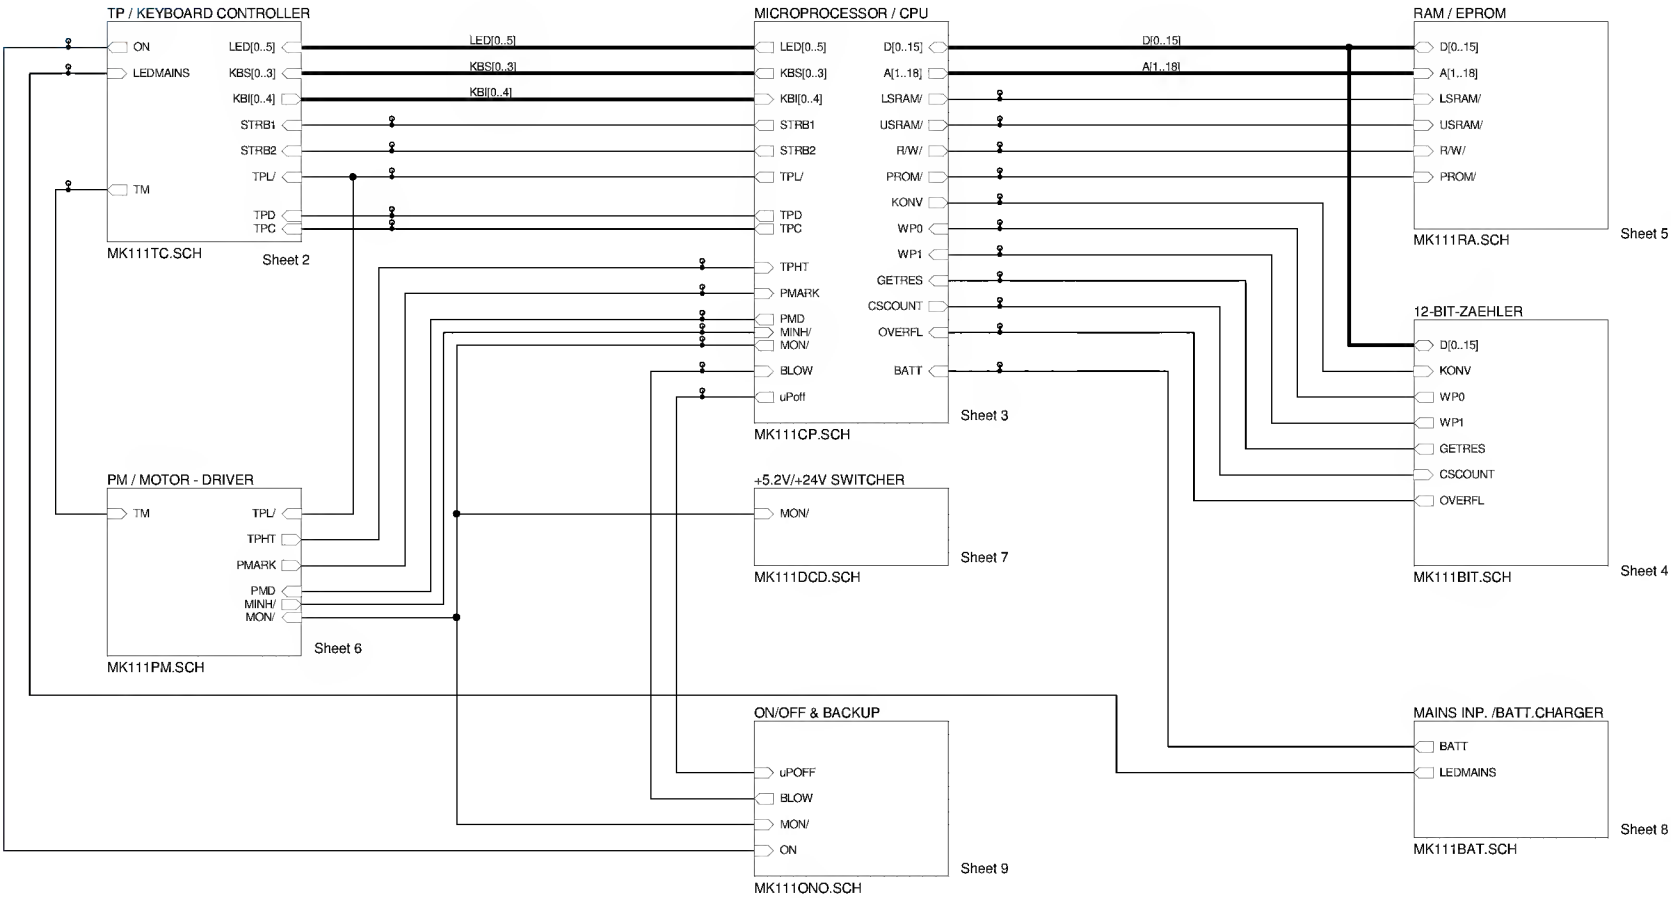 TP / KEYBOARD CONTROLLER
ON
LEDMAINS
TM
LED[0..5]
KBS[0..3]
KBI[0..4]
STRB1
STRB2
TPL/
TPD
TPC
MK111TC.SCH
Sheet 2
LED[0..5]
KBS[0..3]
KBI[0..4]
MICROPROCESSOR / CPU
LED[0..5]
KBS[0..3]
KBI[0..4]
STRB1
STRB2
TPL/
TPD
TPC
TPHT
PMARK
PMD
MINH/
MON/
BLOW
uPoff
D[0..15]
A[1..18]
LSRAM/
USRAM/
R/W/
PROM/
KONV
WP0
WP1
GETRES
CSCOUNT
OVERFL
BATT
MK111CP.SCH
Sheet 3
D[0..15]
A[1..18]
RAM / EPROM
D[0..15]
A[1..18]
LSRAM/
USRAM/
R/W/
PROM/
MK111RA.SCH
Sheet 5
12-BIT-ZAEHLER
D[0..15]
KONV
WP0
WP1
GETRES
CSCOUNT
OVERFL
MK111BIT.SCH
Sheet 4
PM / MOTOR - DRIVER
TM
TPL/
TPHT
PMARK
PMD
MINH/
MON/
MK111PM.SCH
Sheet 6
+5.2V/+24V SWITCHER
MON/
MK111DCD.SCH
Sheet 7
ON/OFF & BACKUP
uPOFF
BLOW
MON/
ON
MK111ONO.SCH
Sheet 9
MAINS INP. /BATT.CHARGER
BATT
LEDMAINS
MK111BAT.SCH
Sheet 8